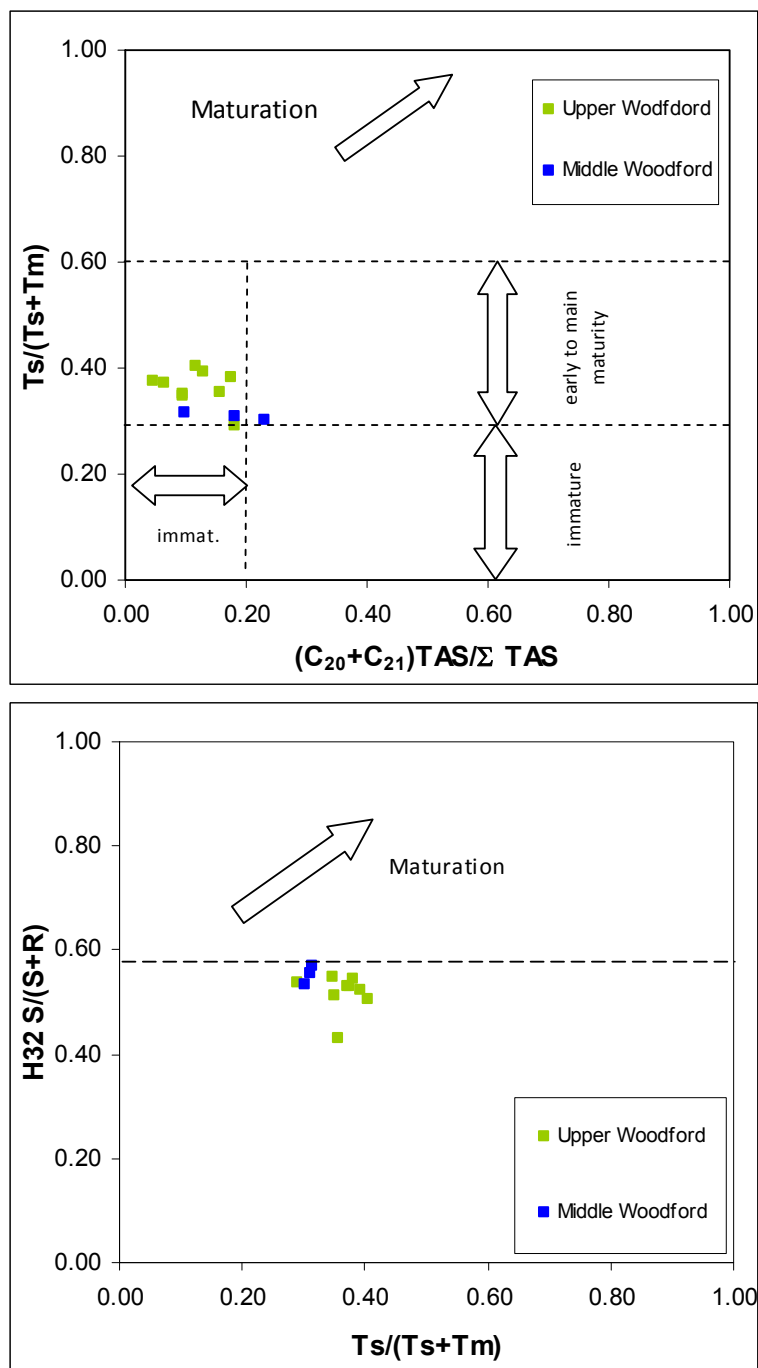 1.00
0.80
0.60
0.40
0.20
0.00
Ts/(Ts+Tm)
Maturation
Upper Wodfdord
Middle Woodford
early to main
maturity
immature
immat.
0.00 0.20 0.40 0.60 0.80 1.00
(C₂₀+C₂₁)TAS/Σ TAS
1.00
0.80
0.60
0.40
0.20
0.00
H32 S/(S+R)
Maturation
Upper Woodford
Middle Woodford
0.00 0.20 0.40 0.60 0.80 1.00
Ts/(Ts+Tm)